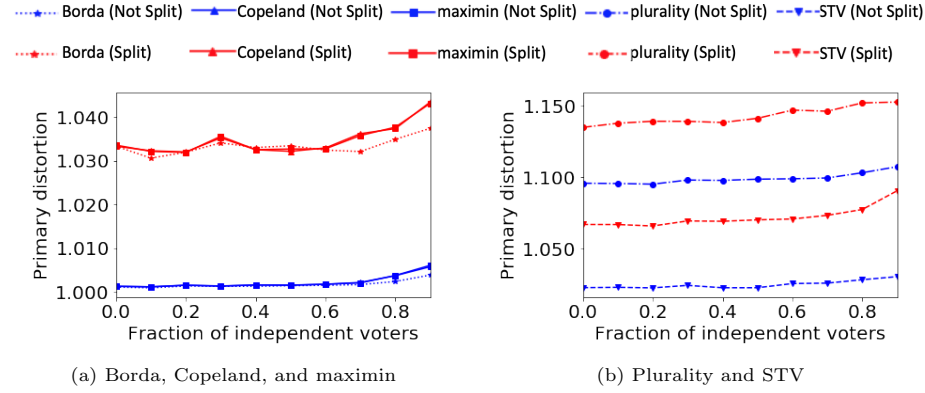 Borda (Not Split) Copeland (Not Split) maximin (Not Split) plurality (Not Split) STV (Not Split)
Borda (Split) Copeland (Split) maximin (Split) plurality (Split) STV (Split)
Primary distortion
1.040
1.030
1.020
1.010
1.000
0.0 0.2 0.4 0.6 0.8
Fraction of independent voters
(a) Borda, Copeland, and maximin
Primary distortion
1.150
1.100
1.050
0.0 0.2 0.4 0.6 0.8
Fraction of independent voters
(b) Plurality and STV